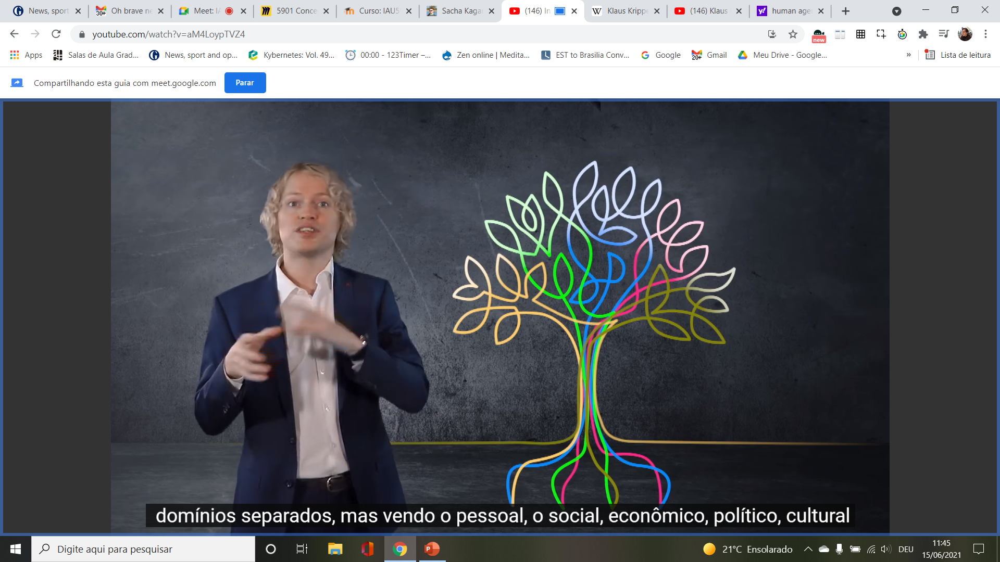 News, sport
Oh brave ne
Meet: IA
5901 Conce
Curso: IAU5
Sacha Kaga
(146) In
Klaus Krippe
(146) Klaus
human age
youtube.com/watch?v=aM4LoypTVZ4
new
Apps
Salas de Aula Grad...
News, sport and op...
Kybernetes: Vol. 49...
00:00 - 123Timer –...
Zen online | Medita...
EST to Brasilia Conv...
Google
Gmail
Meu Drive - Google...
»
Lista de leitura
Compartilhando esta guia com meet.google.com
Parar
domínios separados, mas vendo o pessoal, o social, econômico, político, cultural
Digite aqui para pesquisar
21°C Ensolarado
DEU
11:45
15/06/2021